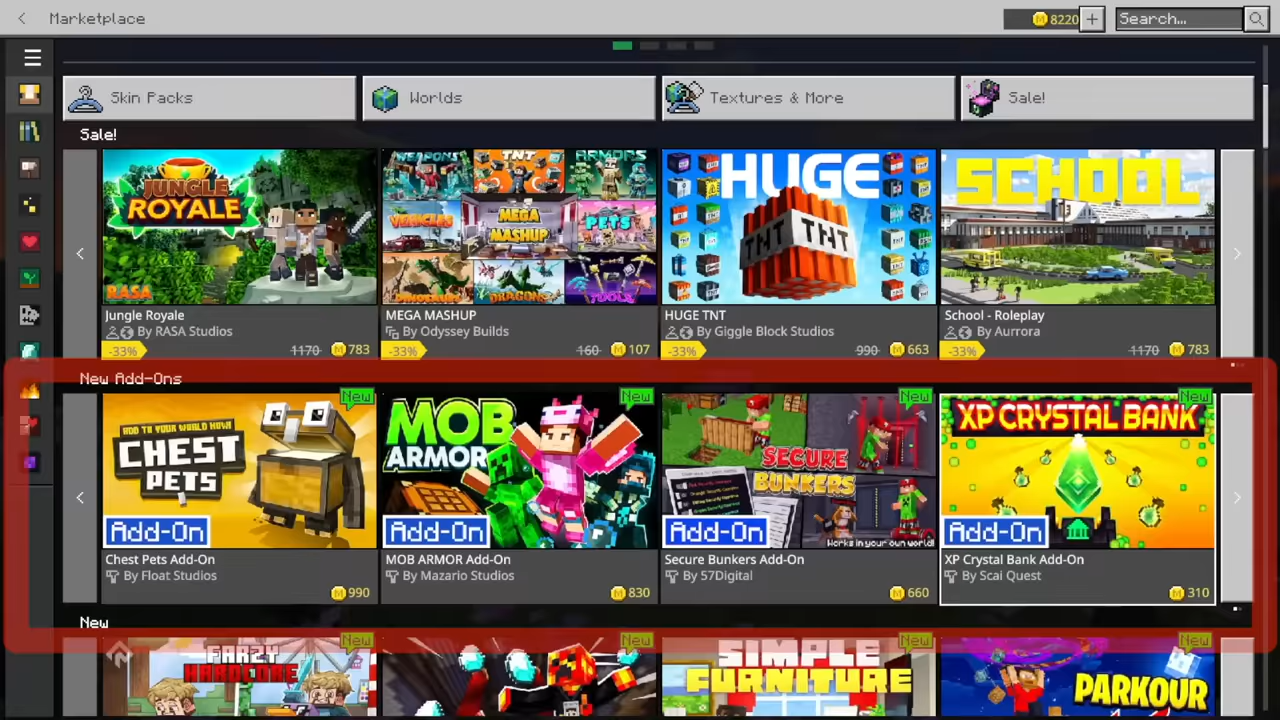 Marketplace
8220
Search...
Skin Packs
Worlds
Textures & More
Sale!
Sale!
JUNGLE
ROYALE
RASA
WEAPONS
TNT
ARMORS
VEHICLES
MEGA
MASHUP
PETS
DINOSAURS
DRAGONS
TOOLS
HUGE
TNT TNT
SCHOOL
Jungle Royale
By RASA Studios
-33%
1170
783
MEGA MASHUP
By Odyssey Builds
-33%
160
107
HUGE TNT
By Giggle Block Studios
-33%
990
663
School - Roleplay
By Aurrora
-33%
1170
783
New Add-Ons
New
New
New
New
ADD TO YOUR WORLD NOW!
CHEST
PETS
Add-On
MOB
ARMOR
Add-On
SECURE
BUNKERS
Add-On
Works in your own world!
XP CRYSTAL BANK
Add-On
Chest Pets Add-On
By Float Studios
990
MOB ARMOR Add-On
By Mazario Studios
830
Secure Bunkers Add-On
By 57Digital
660
XP Crystal Bank Add-On
By Scai Quest
310
New
New
New
New
New
FARZY
HARDCORE
SIMPLE
FURNITURE
PARKOUR